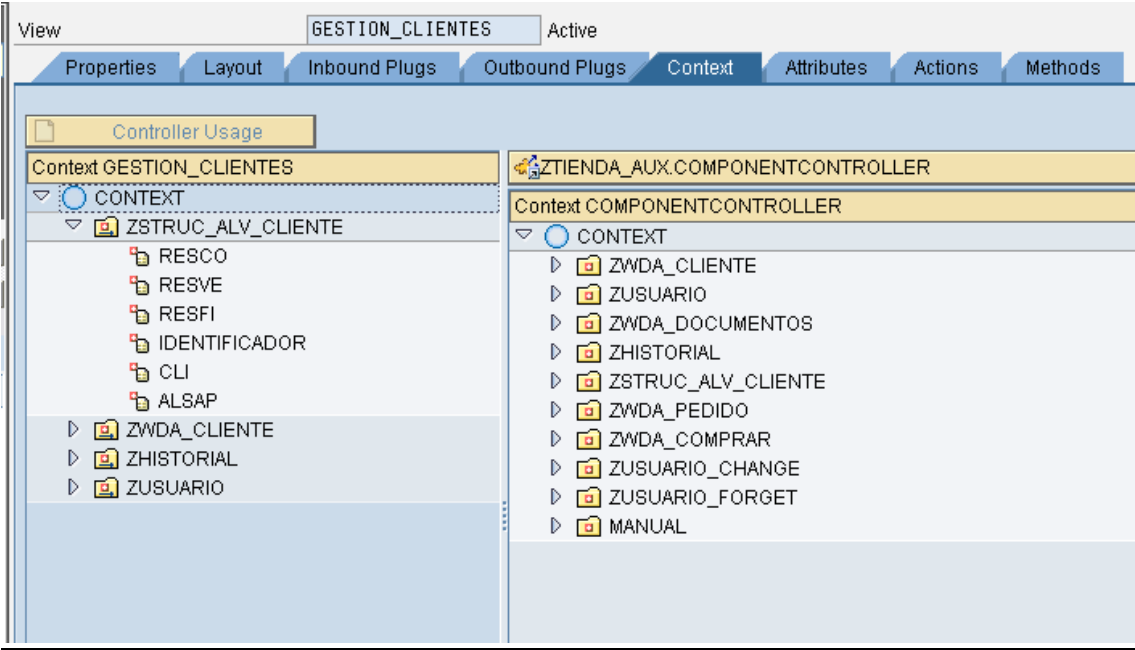 View GESTION_CLIENTES Active
Properties Layout Inbound Plugs Outbound Plugs Context Attributes Actions Methods
Controller Usage
Context GESTION_CLIENTES
CONTEXT
ZSTRUC_ALV_CLIENTE
RESCO
RESVE
RESFI
IDENTIFICADOR
CLI
ALSAP
ZWDA_CLIENTE
ZHISTORIAL
ZUSUARIO
ZTIENDA_AUX.COMPONENTCONTROLLER
Context COMPONENTCONTROLLER
CONTEXT
ZWDA_CLIENTE
ZUSUARIO
ZWDA_DOCUMENTOS
ZHISTORIAL
ZSTRUC_ALV_CLIENTE
ZWDA_PEDIDO
ZWDA_COMPRAR
ZUSUARIO_CHANGE
ZUSUARIO_FORGET
MANUAL